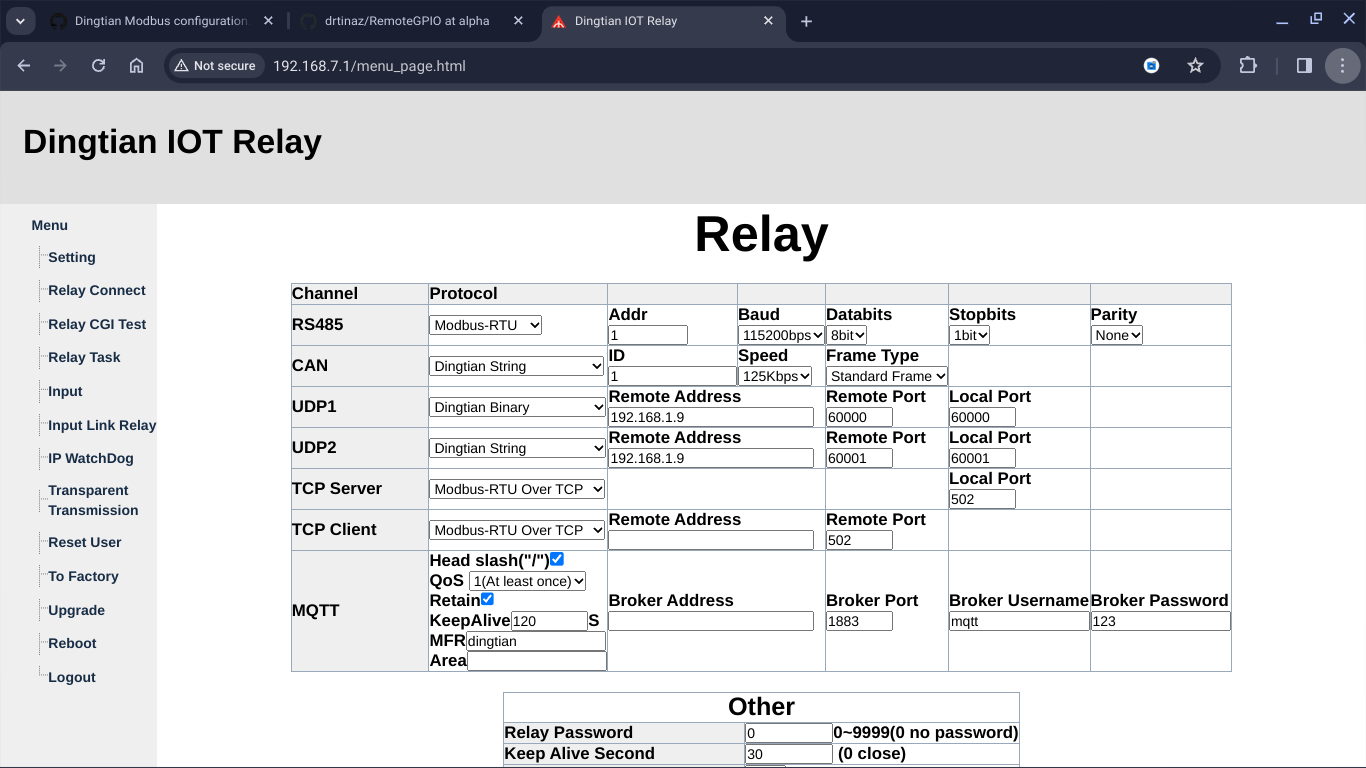 Dingtian Modbus configuration
drtinaz/RemoteGPIO at alpha
Dingtian IOT Relay
Not secure
192.168.7.1/menu_page.html
Dingtian IOT Relay
Menu
Setting
Relay Connect
Relay CGI Test
Relay Task
Input
Input Link Relay
IP WatchDog
Transparent
Transmission
Reset User
To Factory
Upgrade
Reboot
Logout
Relay
Channel Protocol
RS485 Modbus-RTU Addr 1 Baud 115200bps Databits 8bit Stopbits 1bit Parity None
CAN Dingtian String ID 1 Speed 125Kbps Frame Type Standard Frame
UDP1 Dingtian Binary Remote Address 192.168.1.9 Remote Port 60000 Local Port 60000
UDP2 Dingtian String Remote Address 192.168.1.9 Remote Port 60001 Local Port 60001
TCP Server Modbus-RTU Over TCP Local Port 502
TCP Client Modbus-RTU Over TCP Remote Address Remote Port 502
MQTT
Head slash("/")
QoS 1(At least once)
Retain
KeepAlive 120 S
MFR dingtian
Area
Broker Address Broker Port 1883 Broker Username mqtt Broker Password 123
Other
Relay Password 0 0~9999(0 no password)
Keep Alive Second 30 (0 close)